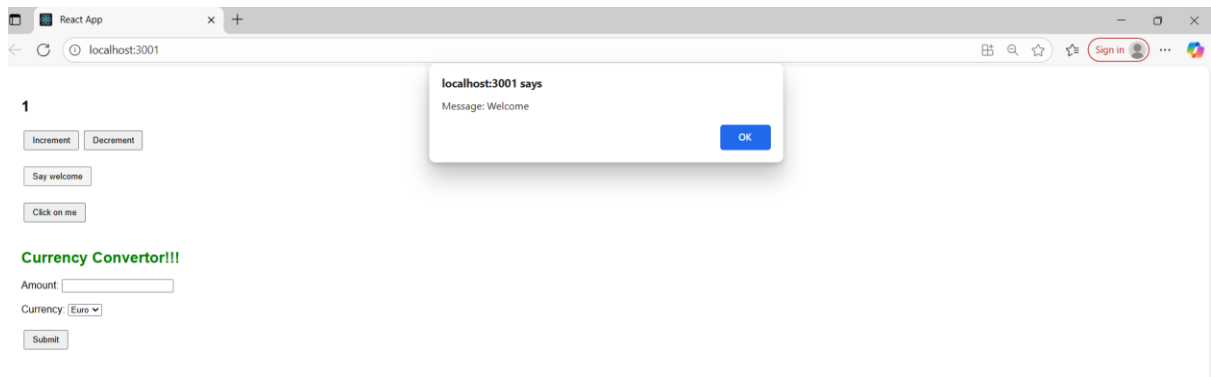 React App
localhost:3001
Sign in
localhost:3001 says
Message: Welcome
OK
1
Increment Decrement
Say welcome
Click on me
Currency Convertor!!!
Amount:
Currency: Euro
Submit